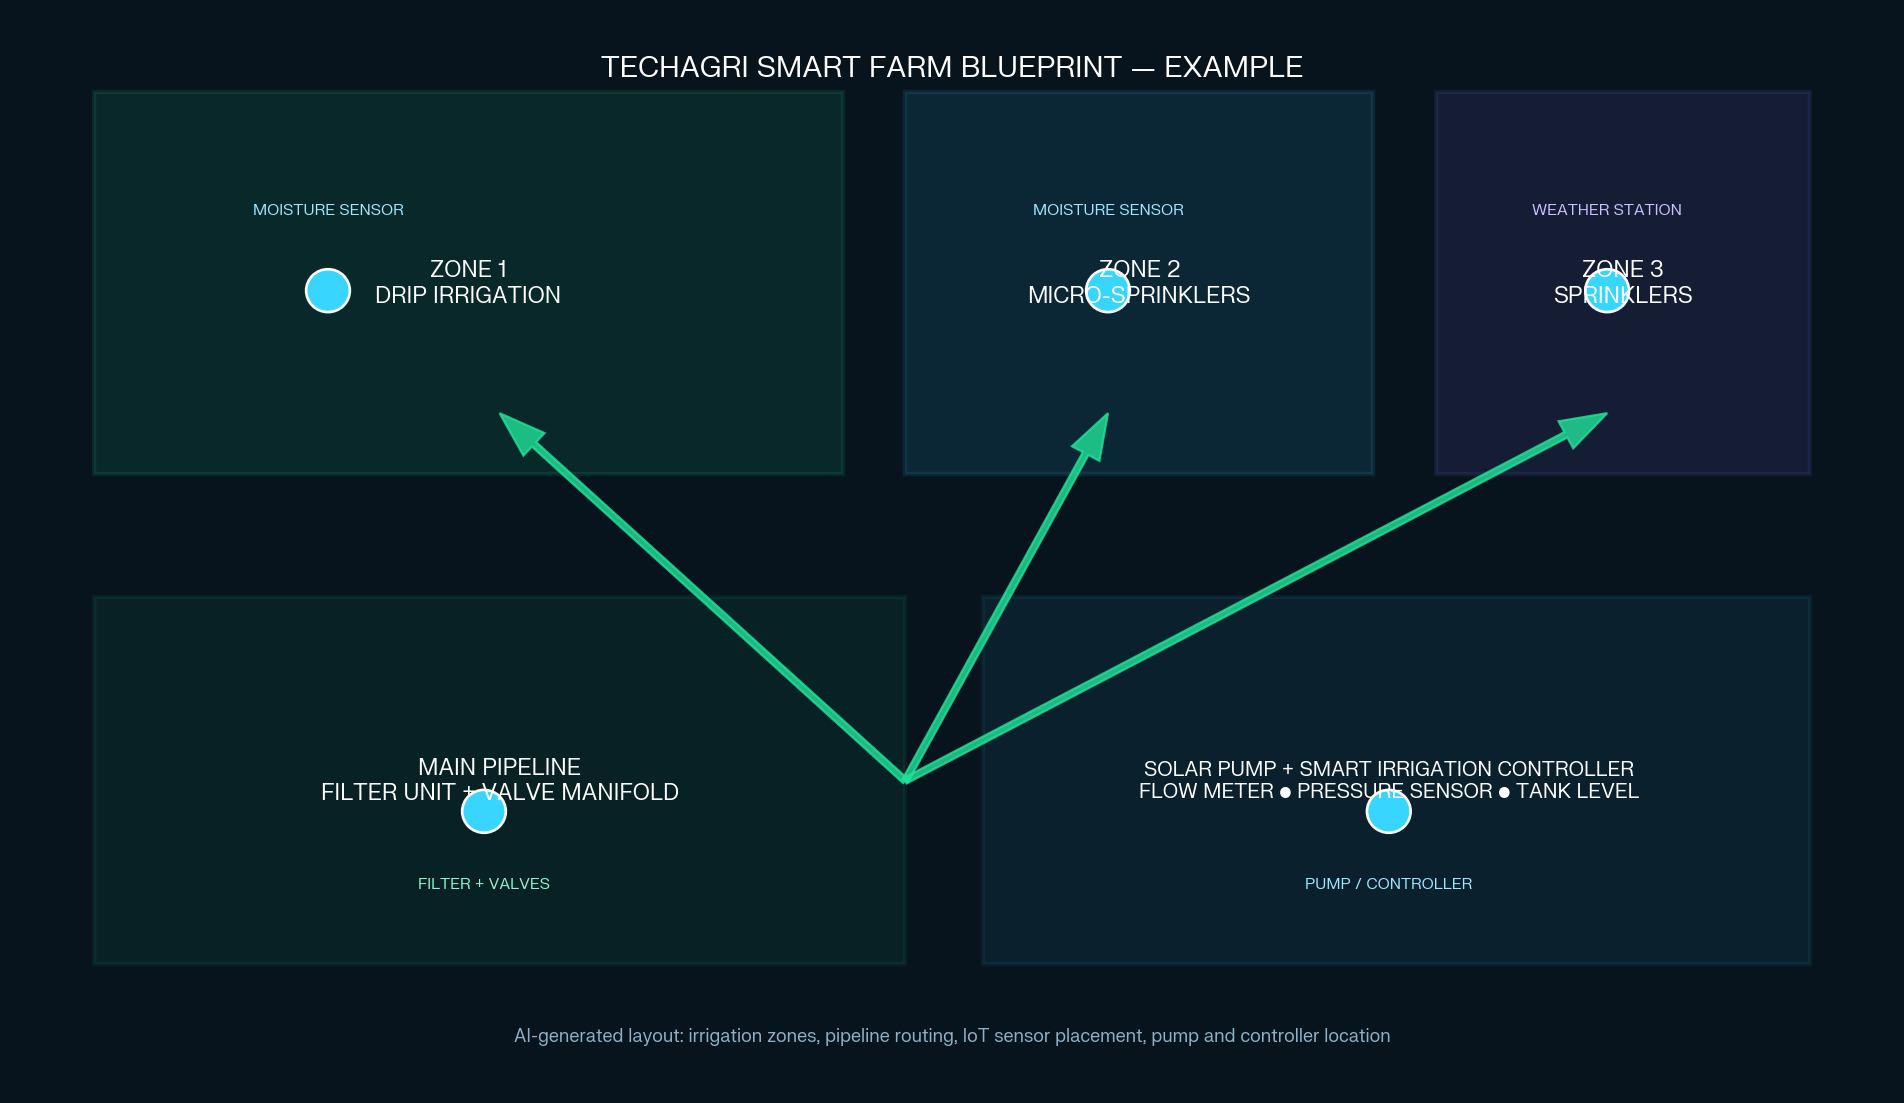 TECHAGRI SMART FARM BLUEPRINT — EXAMPLE
MOISTURE SENSOR
ZONE 1
DRIP IRRIGATION
MOISTURE SENSOR
ZONE 2
MICRO-SPRINKLERS
WEATHER STATION
ZONE 3
SPRINKLERS
MAIN PIPELINE
FILTER UNIT + VALVE MANIFOLD
FILTER + VALVES
SOLAR PUMP + SMART IRRIGATION CONTROLLER
FLOW METER ● PRESSURE SENSOR ● TANK LEVEL
PUMP / CONTROLLER
AI-generated layout: irrigation zones, pipeline routing, IoT sensor placement, pump and controller location